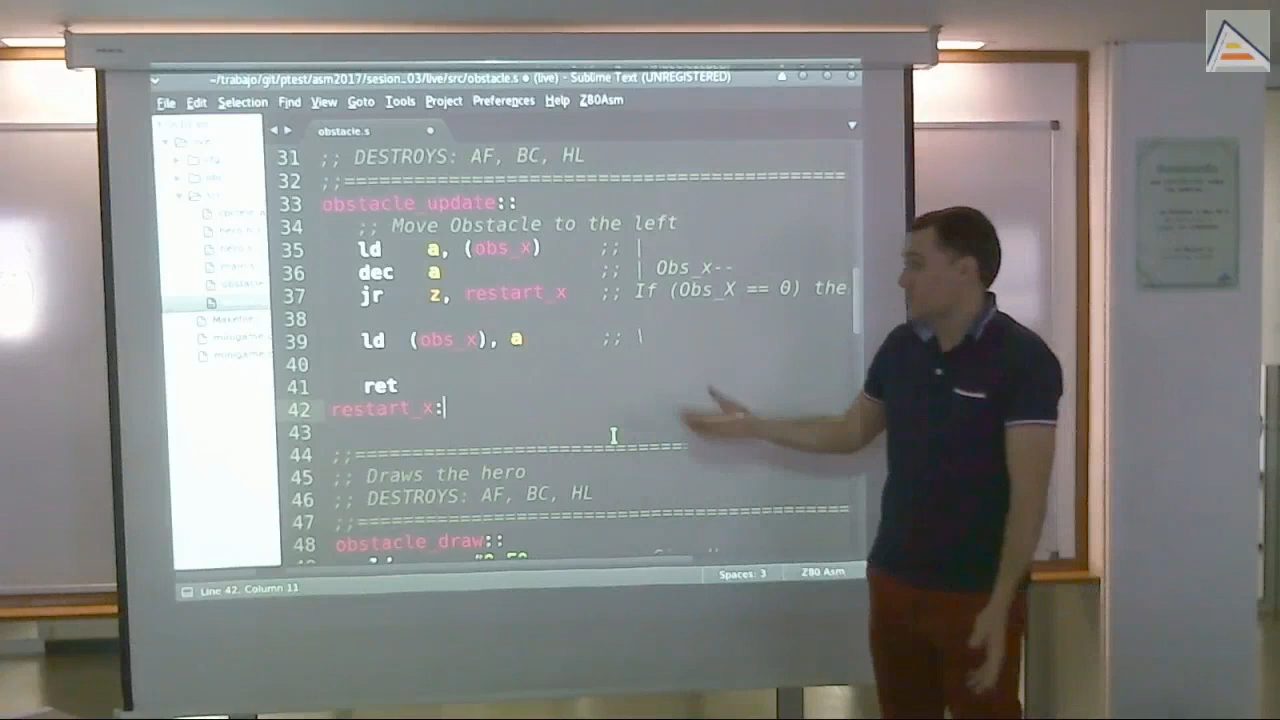 ~/trabajo/git/ptest/asm2017/sesion_03/live/src/obstacle.s • (live) - Sublime Text (UNREGISTERED)
File Edit Selection Find View Goto Tools Project Preferences Help Z80Asm
obstacle.s
31 ;; DESTROYS: AF, BC, HL
32 ;;=============================================
33 obstacle_update::
34 ;; Move Obstacle to the left
35 ld a, (obs_x) ;; |
36 dec a ;; | Obs_x--
37 jr z, restart_x ;; If (Obs_X == 0) the
38
39 ld (obs_x), a ;; \
40
41 ret
42 restart_x:
43
44 ;;==============================
45 ;; Draws the hero
46 ;; DESTROYS: AF, BC, HL
47 ;;============================================
48 obstacle_draw::
Makefile
Line 42, Column 11
Spaces: 3
Z80 Asm